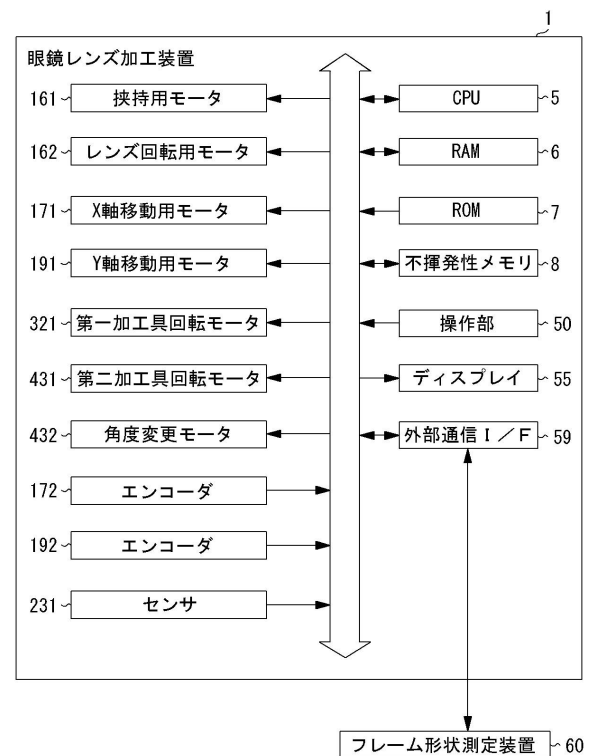 1
眼鏡レンズ加工装置
161 挟持用モータ
CPU 5
162 レンズ回転用モータ
RAM 6
171 X軸移動用モータ
ROM 7
191 Y軸移動用モータ
不揮発性メモリ 8
321 第一加工具回転モータ
操作部 50
431 第二加工具回転モータ
ディスプレイ 55
432 角度変更モータ
外部通信I/F 59
172 エンコーダ
192 エンコーダ
231 センサ
フレーム形状測定装置 60